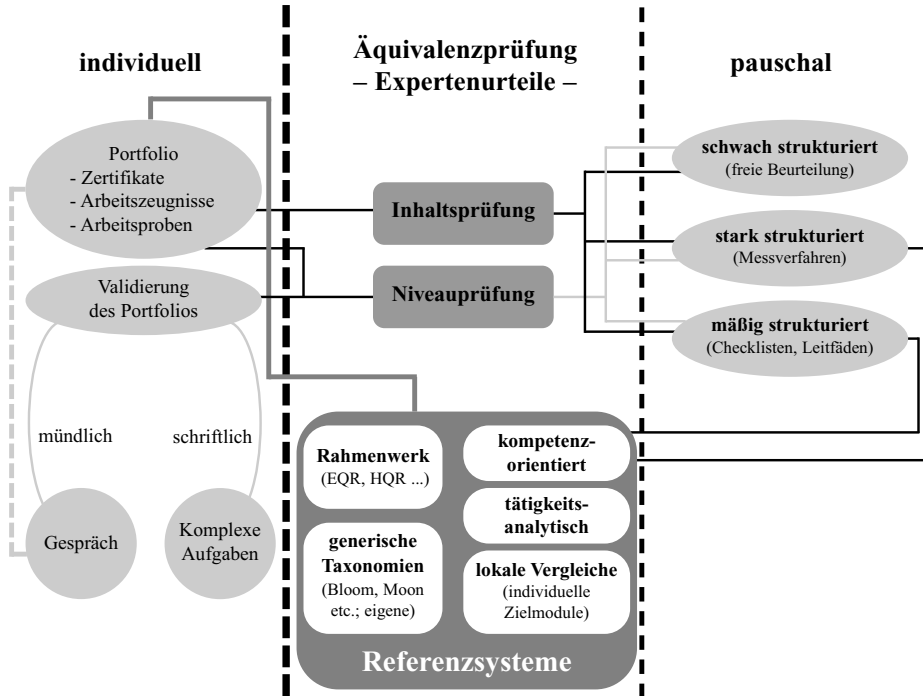 individuell
Äquivalenzprüfung
– Expertenurteile –
pauschal
Portfolio
- Zertifikate
- Arbeitszeugnisse
- Arbeitsproben
Validierung
des Portfolios
mündlich
schriftlich
Gespräch
Komplexe
Aufgaben
Inhaltsprüfung
Niveauprüfung
schwach strukturiert
(freie Beurteilung)
stark strukturiert
(Messverfahren)
mäßig strukturiert
(Checklisten, Leitfäden)
Rahmenwerk
(EQR, HQR ...)
generische
Taxonomien
(Bloom, Moon
etc.; eigene)
kompetenz-
orientiert
tätigkeits-
analytisch
lokale Vergleiche
(individuelle
Zielmodule)
Referenzsysteme